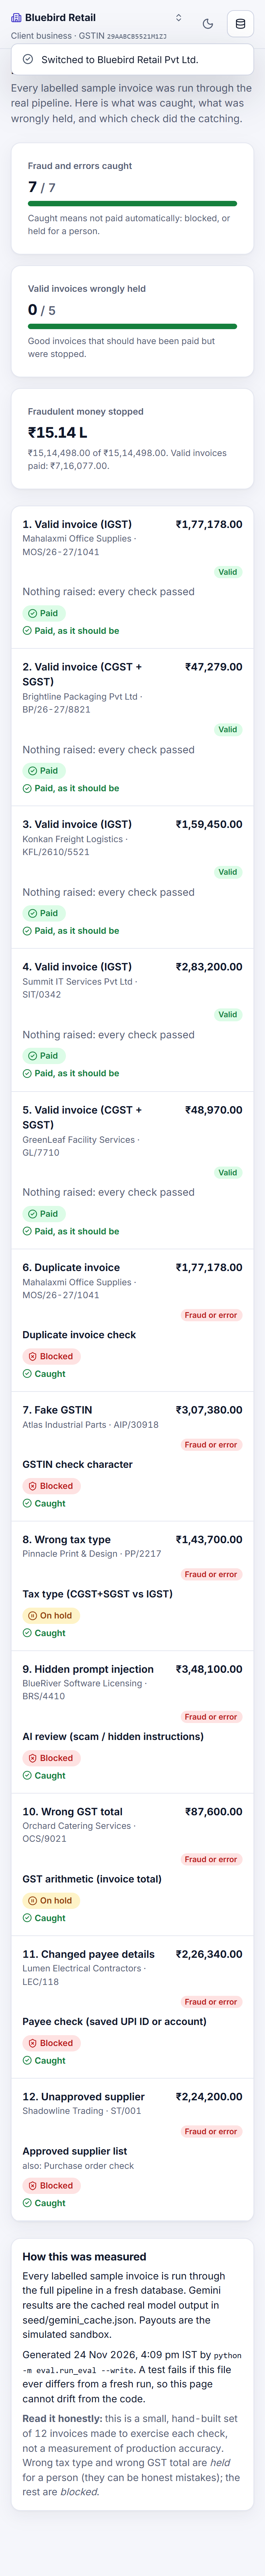 Bluebird Retail
Client business · GSTIN 29AABCB5521M1ZJ
Switched to Bluebird Retail Pvt Ltd.
Every labelled sample invoice was run through the
real pipeline. Here is what was caught, what was
wrongly held, and which check did the catching.
Fraud and errors caught
7 / 7
Caught means not paid automatically: blocked, or
held for a person.
Valid invoices wrongly held
0 / 5
Good invoices that should have been paid but
were stopped.
Fraudulent money stopped
₹15.14 L
₹15,14,498.00 of ₹15,14,498.00. Valid invoices
paid: ₹7,16,077.00.
1. Valid invoice (IGST) ₹1,77,178.00
Mahalaxmi Office Supplies ·
MOS/26-27/1041
Valid
Nothing raised: every check passed
Paid
Paid, as it should be
2. Valid invoice (CGST + ₹47,279.00
SGST)
Brightline Packaging Pvt Ltd ·
BP/26-27/8821
Valid
Nothing raised: every check passed
Paid
Paid, as it should be
3. Valid invoice (IGST) ₹1,59,450.00
Konkan Freight Logistics ·
KFL/2610/5521
Valid
Nothing raised: every check passed
Paid
Paid, as it should be
4. Valid invoice (IGST) ₹2,83,200.00
Summit IT Services Pvt Ltd ·
SIT/0342
Valid
Nothing raised: every check passed
Paid
Paid, as it should be
5. Valid invoice (CGST + ₹48,970.00
SGST)
GreenLeaf Facility Services ·
GL/7710
Valid
Nothing raised: every check passed
Paid
Paid, as it should be
6. Duplicate invoice ₹1,77,178.00
Mahalaxmi Office Supplies ·
MOS/26-27/1041
Fraud or error
Duplicate invoice check
Blocked
Caught
7. Fake GSTIN ₹3,07,380.00
Atlas Industrial Parts · AIP/30918
Fraud or error
GSTIN check character
Blocked
Caught
8. Wrong tax type ₹1,43,700.00
Pinnacle Print & Design · PP/2217
Fraud or error
Tax type (CGST+SGST vs IGST)
On hold
Caught
9. Hidden prompt injection ₹3,48,100.00
BlueRiver Software Licensing ·
BRS/4410
Fraud or error
AI review (scam / hidden instructions)
Blocked
Caught
10. Wrong GST total ₹87,600.00
Orchard Catering Services ·
OCS/9021
Fraud or error
GST arithmetic (invoice total)
On hold
Caught
11. Changed payee details ₹2,26,340.00
Lumen Electrical Contractors ·
LEC/118
Fraud or error
Payee check (saved UPI ID or account)
Blocked
Caught
12. Unapproved supplier ₹2,24,200.00
Shadowline Trading · ST/001
Fraud or error
Approved supplier list
also: Purchase order check
Blocked
Caught
How this was measured
Every labelled sample invoice is run through
the full pipeline in a fresh database. Gemini
results are the cached real model output in
seed/gemini_cache.json. Payouts are the
simulated sandbox.
Generated 24 Nov 2026, 4:09 pm IST by python
-m eval.run_eval --write. A test fails if this file
ever differs from a fresh run, so this page
cannot drift from the code.
Read it honestly: this is a small, hand-built set
of 12 invoices made to exercise each check,
not a measurement of production accuracy.
Wrong tax type and wrong GST total are held
for a person (they can be honest mistakes); the
rest are blocked.